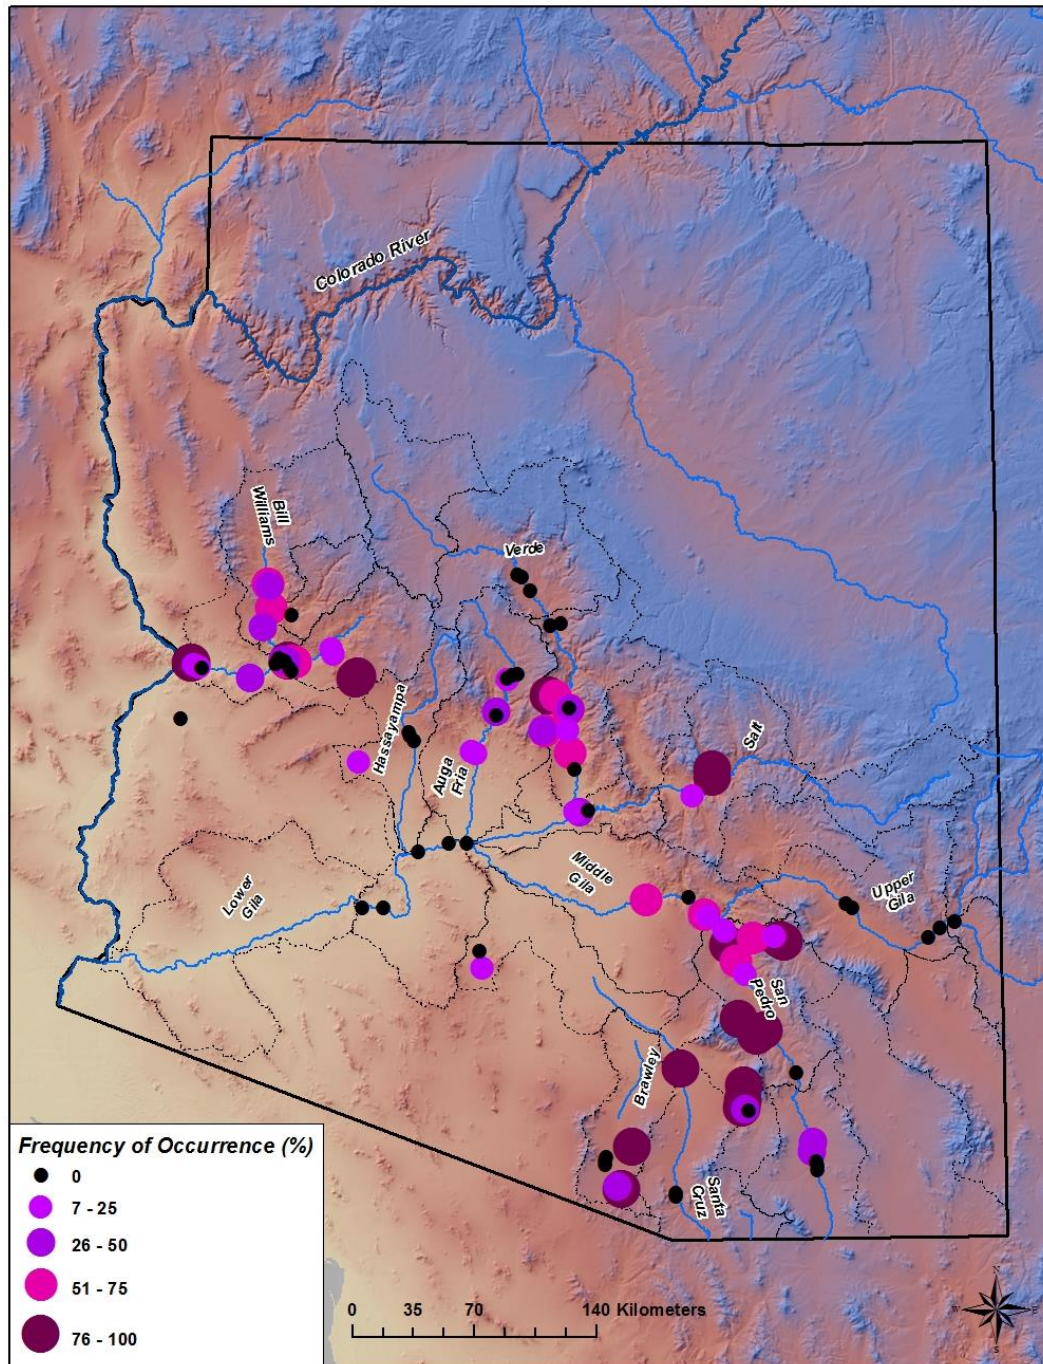 Colorado River
Bill
Williams
Verde
Hassayampa
Auga
Fria
Salt
Lower
Gila
Middle
Gila
Upper
Gila
San
Pedro
Brawley
Santa
Cruz
Frequency of Occurrence (%)
0
7 - 25
26 - 50
51 - 75
76 - 100
0 35 70 140 Kilometers
N
W E
S